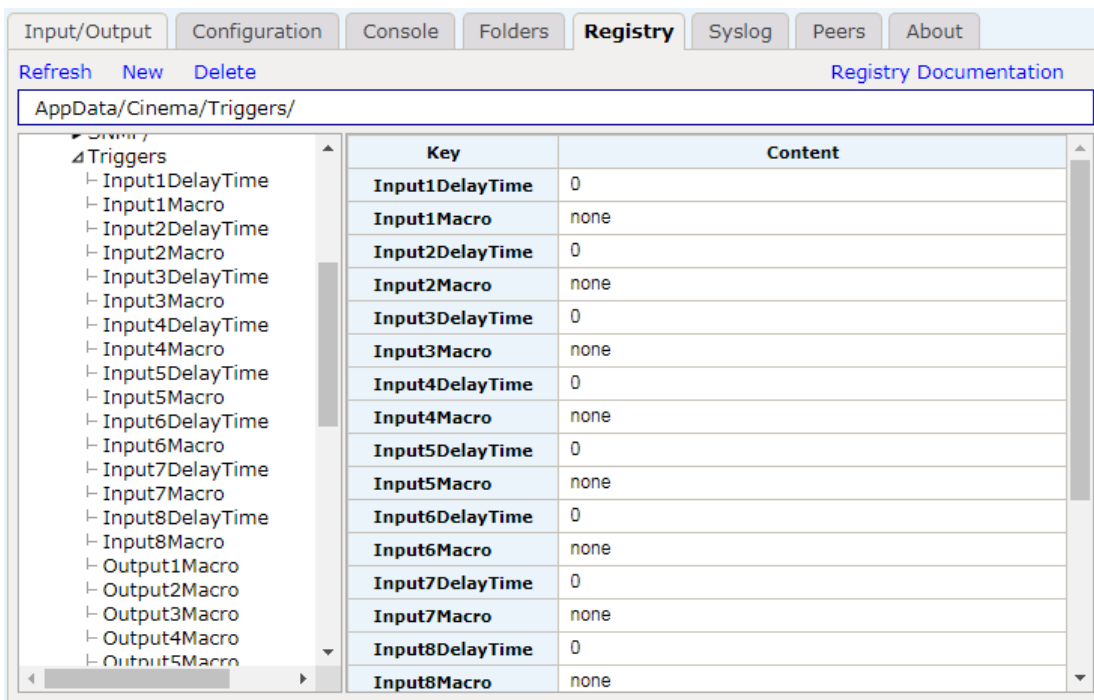 Input/Output Configuration Console Folders Registry Syslog Peers About
Refresh New Delete Registry Documentation
AppData/Cinema/Triggers/
Triggers
Input1DelayTime
Input1Macro
Input2DelayTime
Input2Macro
Input3DelayTime
Input3Macro
Input4DelayTime
Input4Macro
Input5DelayTime
Input5Macro
Input6DelayTime
Input6Macro
Input7DelayTime
Input7Macro
Input8DelayTime
Input8Macro
Output1Macro
Output2Macro
Output3Macro
Output4Macro
Output5Macro
Key Content
Input1DelayTime 0
Input1Macro none
Input2DelayTime 0
Input2Macro none
Input3DelayTime 0
Input3Macro none
Input4DelayTime 0
Input4Macro none
Input5DelayTime 0
Input5Macro none
Input6DelayTime 0
Input6Macro none
Input7DelayTime 0
Input7Macro none
Input8DelayTime 0
Input8Macro none